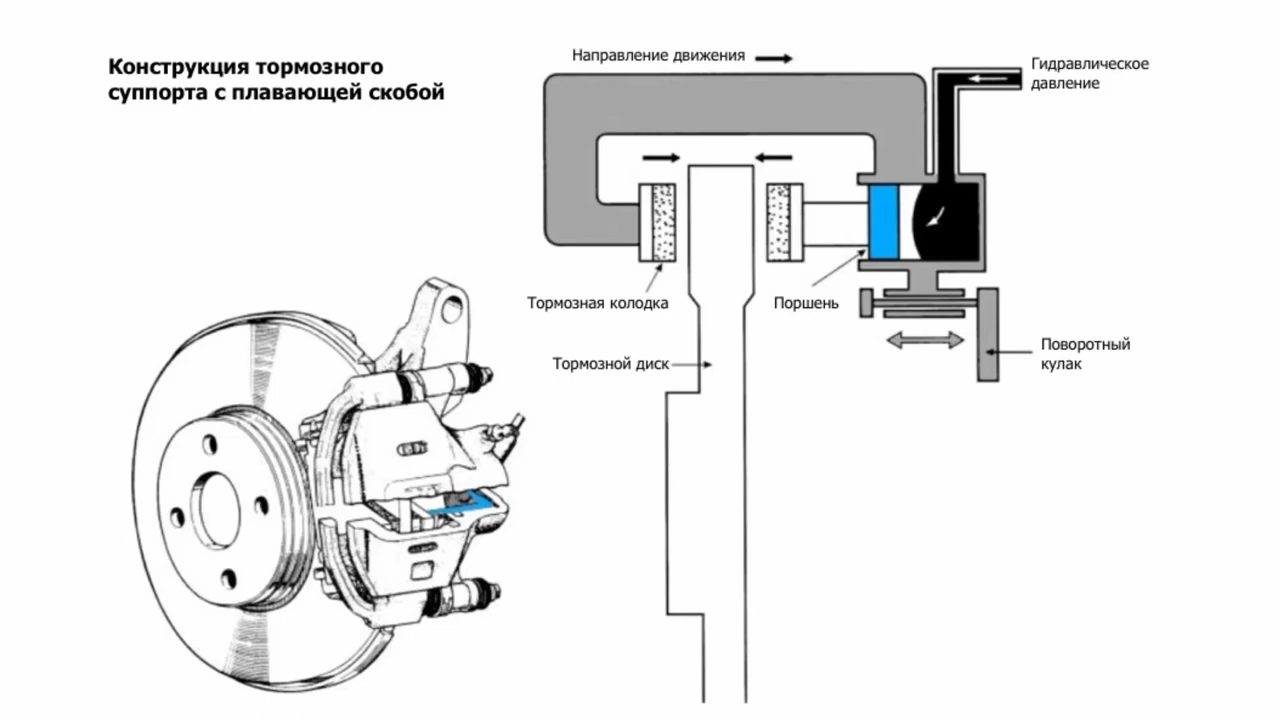 Конструкция тормозного
суппорта с плавающей скобой
Направление движения
Гидравлическое
давление
Тормозная колодка
Поршень
Тормозной диск
Поворотный
кулак